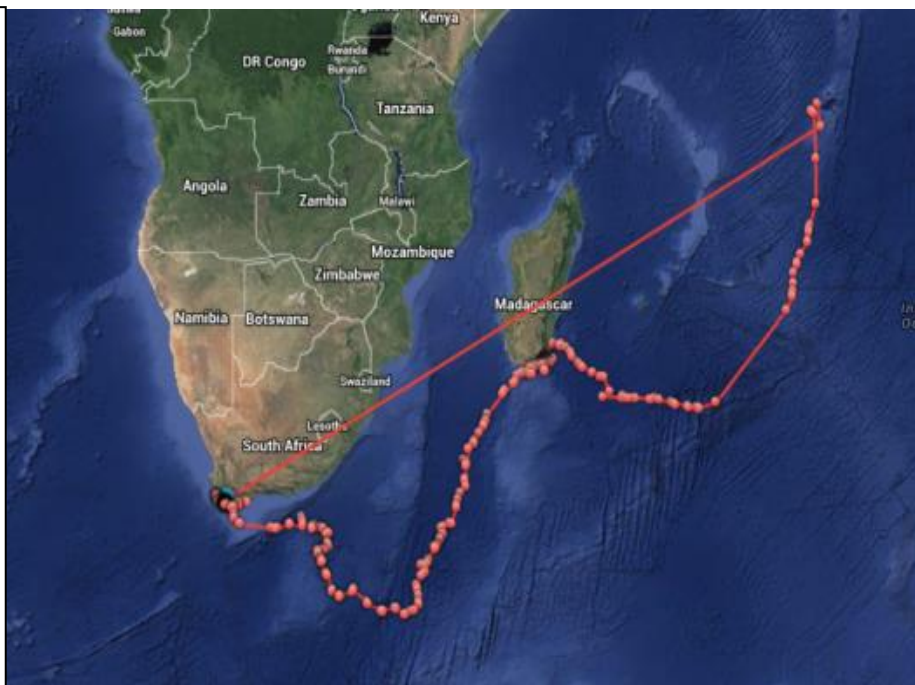 Gabon
Kenya
Rwanda
DR Congo
Burundi
Tanzania
Angola
Zambia
Malawi
Mozambique
Zimbabwe
Namibia
Botswana
Madagascar
Swaziland
Lesotho
South Africa